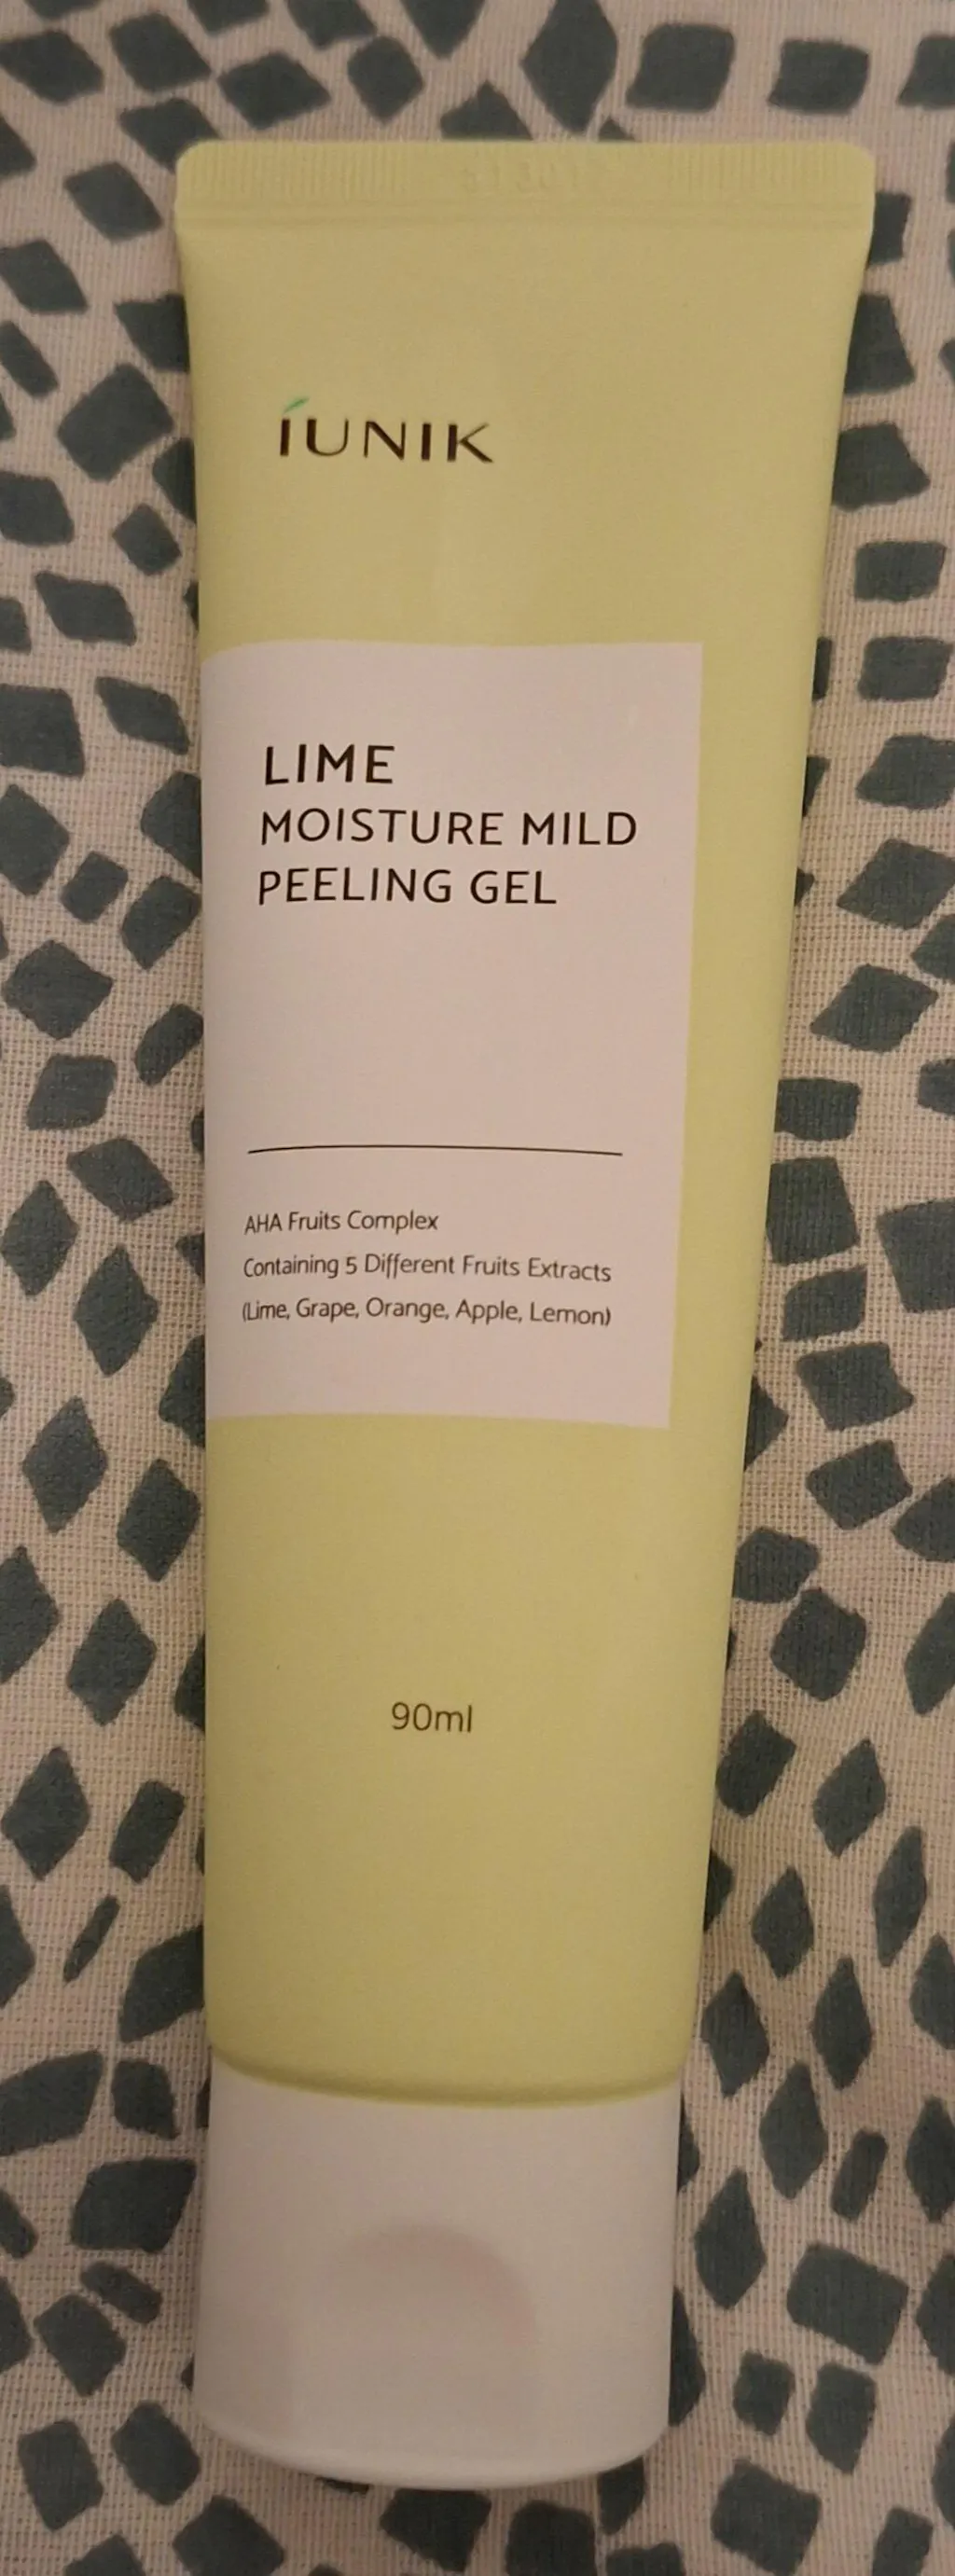 iUNIK
LIME
MOISTURE MILD
PEELING GEL
AHA Fruits Complex
Containing 5 Different Fruits Extracts
(Lime, Grape, Orange, Apple, Lemon)
90ml